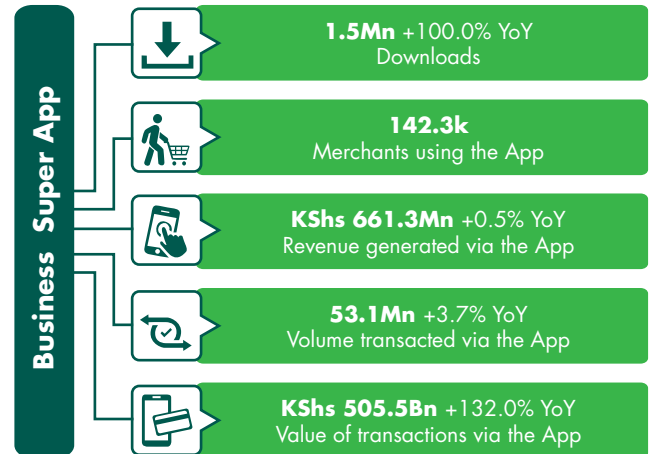 Business Super App
1.5Mn +100.0% YoY
Downloads
142.3k
Merchants using the App
KShs 661.3Mn +0.5% YoY
Revenue generated via the App
53.1Mn +3.7% YoY
Volume transacted via the App
KShs 505.5Bn +132.0% YoY
Value of transactions via the App